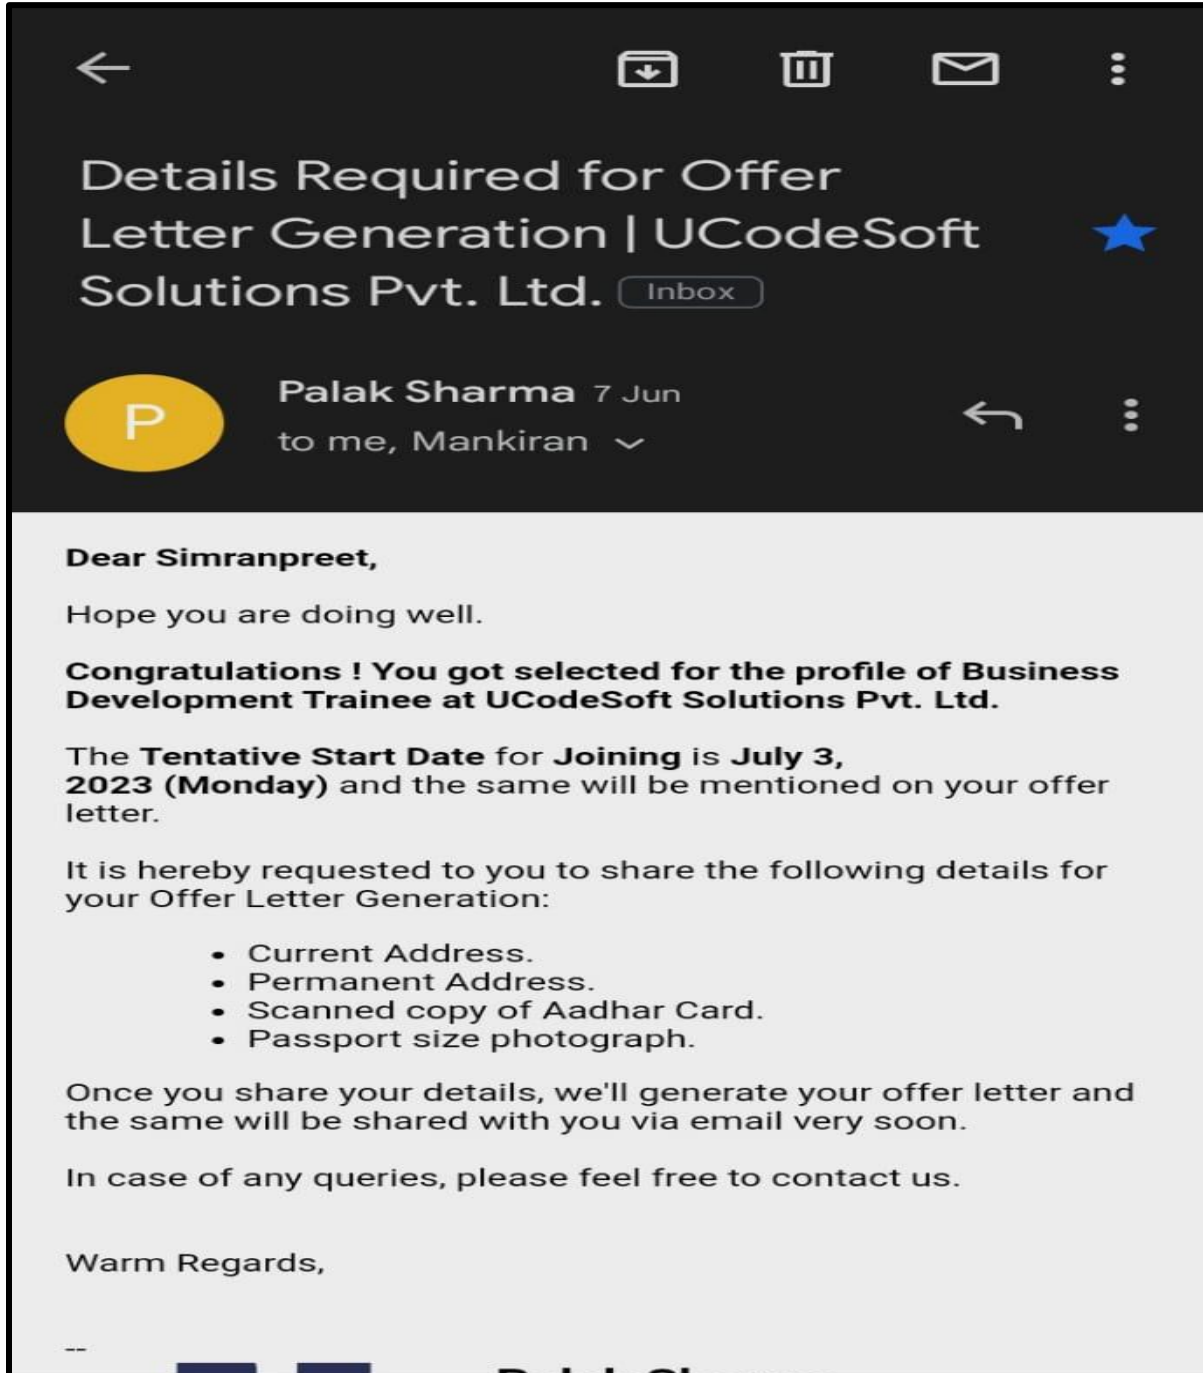 Details Required for Offer
Letter Generation | UCodeSoft
Solutions Pvt. Ltd. Inbox
P
Palak Sharma 7 Jun
to me, Mankiran
Dear Simranpreet,
Hope you are doing well.
Congratulations ! You got selected for the profile of Business
Development Trainee at UCodeSoft Solutions Pvt. Ltd.
The Tentative Start Date for Joining is July 3,
2023 (Monday) and the same will be mentioned on your offer
letter.
It is hereby requested to you to share the following details for
your Offer Letter Generation:
• Current Address.
• Permanent Address.
• Scanned copy of Aadhar Card.
• Passport size photograph.
Once you share your details, we'll generate your offer letter and
the same will be shared with you via email very soon.
In case of any queries, please feel free to contact us.
Warm Regards,
--